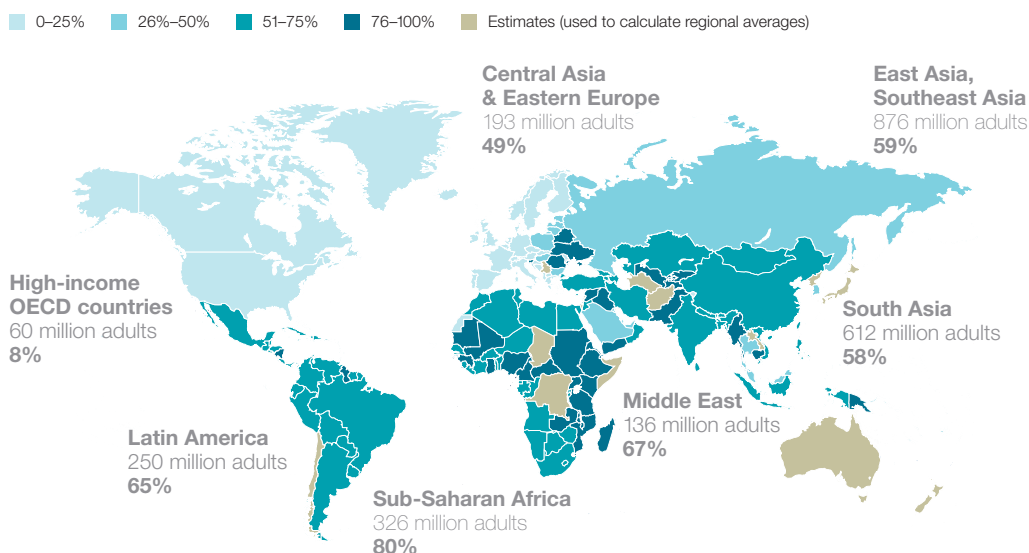 0–25%
26%–50%
51–75%
76–100%
Estimates (used to calculate regional averages)
Central Asia
& Eastern Europe
193 million adults
49%
East Asia,
Southeast Asia
876 million adults
59%
High-income
OECD countries
60 million adults
8%
South Asia
612 million adults
58%
Middle East
136 million adults
67%
Latin America
250 million adults
65%
Sub-Saharan Africa
326 million adults
80%